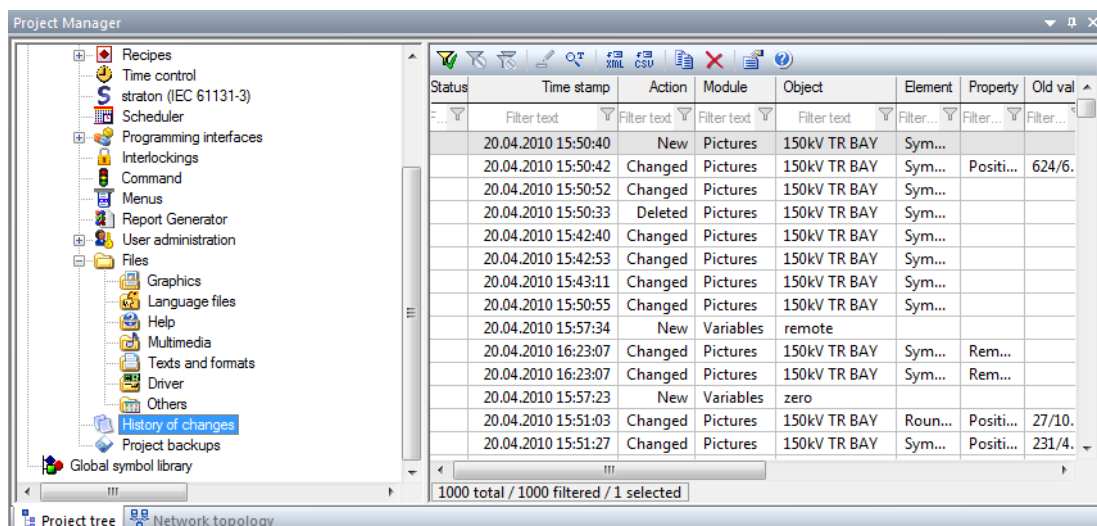 Project Manager
Recipes
Time control
straton (IEC 61131-3)
Scheduler
Programming interfaces
Interlockings
Command
Menus
Report Generator
User administration
Files
Graphics
Language files
Help
Multimedia
Texts and formats
Driver
Others
History of changes
Project backups
Global symbol library
Project tree Network topology
XML CSV
Status Time stamp Action Module Object Element Property Old val
F... Filter text Filter text Filter text Filter text Filter... Filter... Filter...
20.04.2010 15:50:40 New Pictures 150kV TR BAY Sym...
20.04.2010 15:50:42 Changed Pictures 150kV TR BAY Sym... Positi... 624/6.
20.04.2010 15:50:52 Changed Pictures 150kV TR BAY Sym...
20.04.2010 15:50:33 Deleted Pictures 150kV TR BAY Sym...
20.04.2010 15:42:40 Changed Pictures 150kV TR BAY Sym...
20.04.2010 15:42:53 Changed Pictures 150kV TR BAY Sym...
20.04.2010 15:43:11 Changed Pictures 150kV TR BAY Sym...
20.04.2010 15:50:55 Changed Pictures 150kV TR BAY Sym...
20.04.2010 15:57:34 New Variables remote
20.04.2010 16:23:07 Changed Pictures 150kV TR BAY Sym... Rem...
20.04.2010 16:23:07 Changed Pictures 150kV TR BAY Sym... Rem...
20.04.2010 15:57:23 New Variables zero
20.04.2010 15:51:03 Changed Pictures 150kV TR BAY Roun... Positi... 27/10.
20.04.2010 15:51:27 Changed Pictures 150kV TR BAY Sym... Positi... 231/4.
1000 total / 1000 filtered / 1 selected